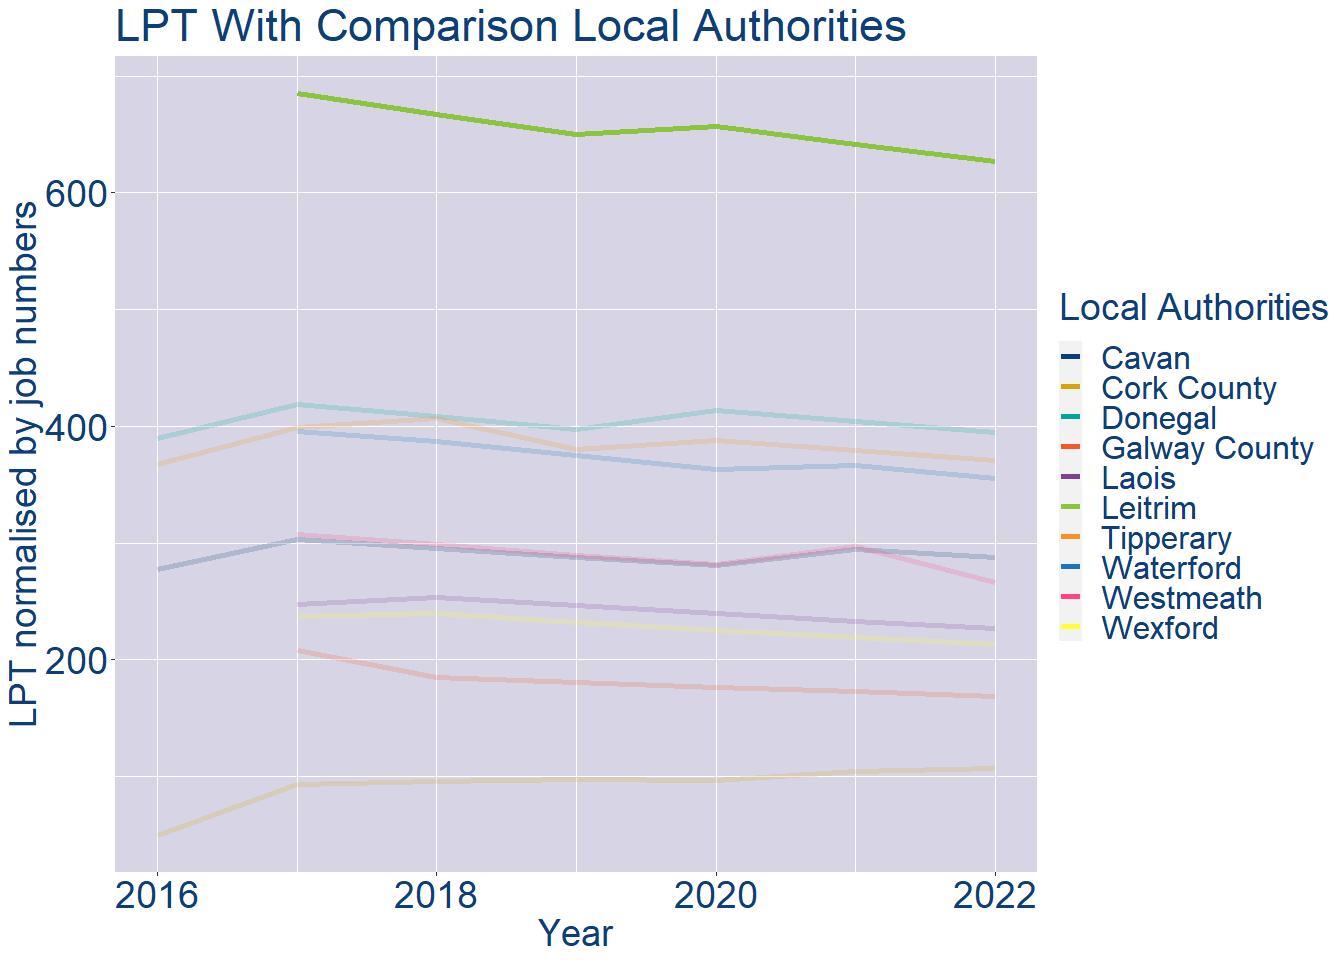 LPT With Comparison Local Authorities
LPT normalised by job numbers
600
400
200
2016 2018 2020 2022
Year
Local Authorities
Cavan
Cork County
Donegal
Galway County
Laois
Leitrim
Tipperary
Waterford
Westmeath
Wexford